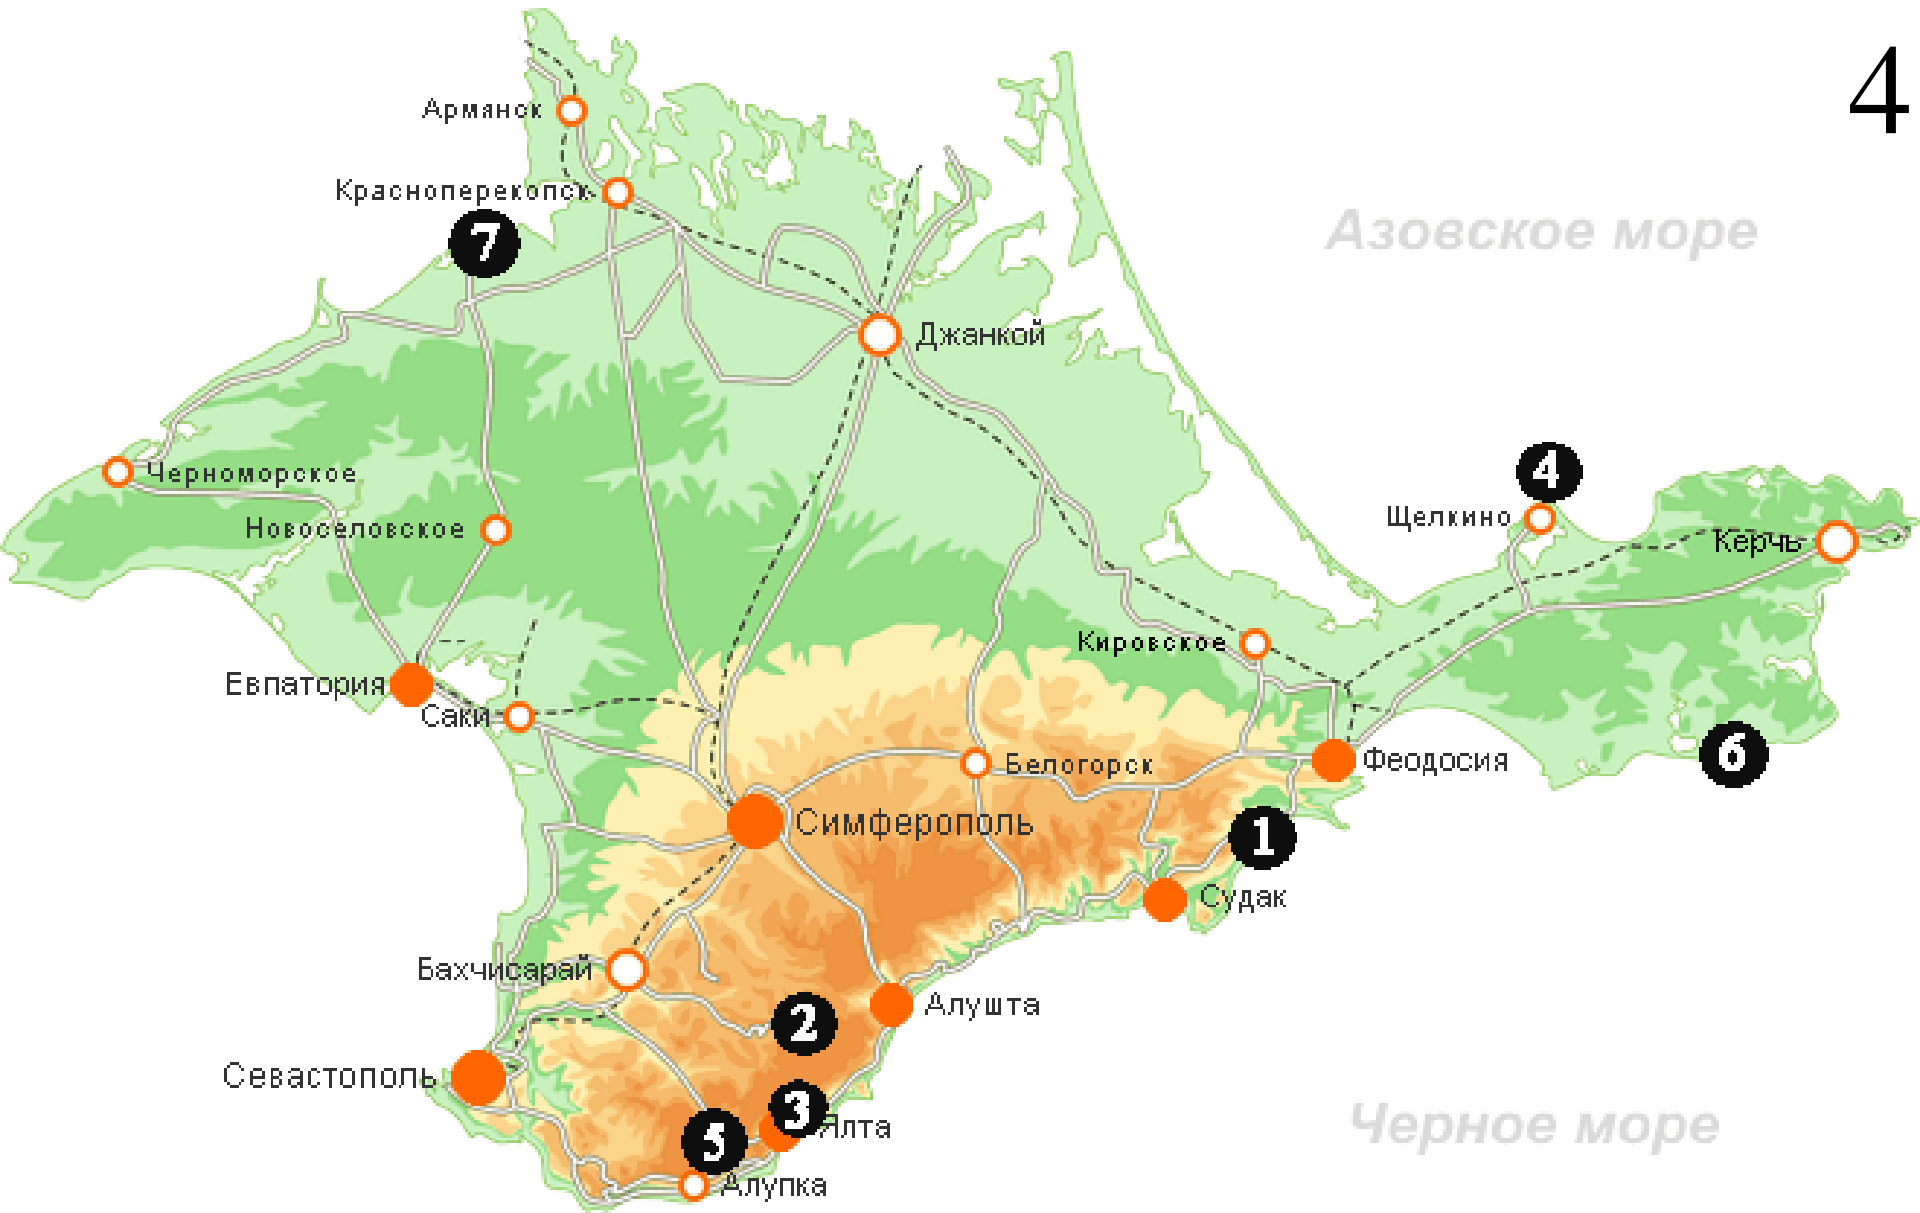 4
Армянск
Красноперекопск
7
Азовское море
Джанкой
4
Черноморское
Щелкино
Новоселовское
Керчь
Кировское
Евпатория
Саки
6
Белогорск
Феодосия
Симферополь
1
Судак
Бахчисарай
Алушта
2
Севастополь
3
Ялта
Черное море
5
Алупка